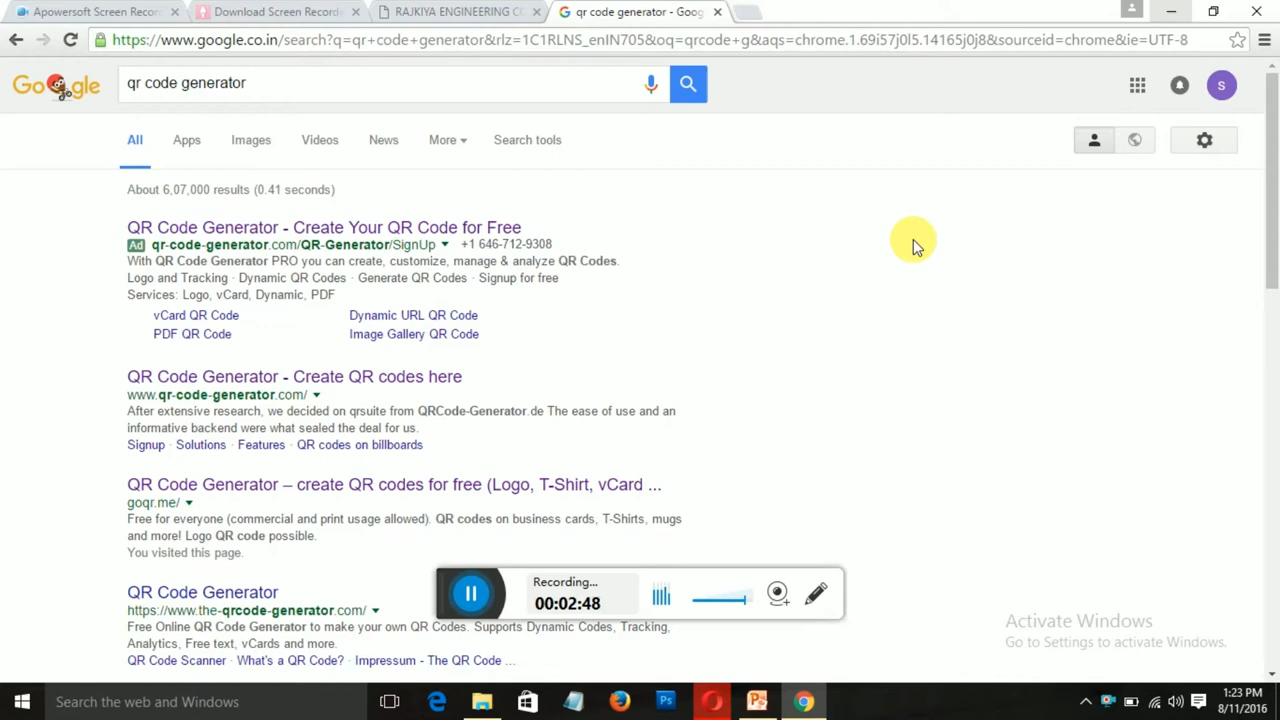 Apowersoft Screen Recor
Download Screen Recorde
RAJKIYA ENGINEERING CO
qr code generator - Goog
https://www.google.co.in/search?q=qr+code+generator&rlz=1C1RLNS_enIN705&oq=qrcode+g&aqs=chrome.1.69i57j0l5.14165j0j8&sourceid=chrome&ie=UTF-8
Google
qr code generator
s
All
Apps
Images
Videos
News
More
Search tools
About 6,07,000 results (0.41 seconds)
QR Code Generator - Create Your QR Code for Free
Ad qr-code-generator.com/QR-Generator/SignUp +1 646-712-9308
With QR Code Generator PRO you can create, customize, manage & analyze QR Codes.
Logo and Tracking · Dynamic QR Codes · Generate QR Codes · Signup for free
Services: Logo, vCard, Dynamic, PDF
vCard QR Code
Dynamic URL QR Code
PDF QR Code
Image Gallery QR Code
QR Code Generator - Create QR codes here
www.qr-code-generator.com/
After extensive research, we decided on qrsuite from QRCode-Generator.de The ease of use and an
informative backend were what sealed the deal for us.
Signup · Solutions · Features · QR codes on billboards
QR Code Generator – create QR codes for free (Logo, T-Shirt, vCard ...
goqr.me/
Free for everyone (commercial and print usage allowed). QR codes on business cards, T-Shirts, mugs
and more! Logo QR code possible.
You visited this page.
QR Code Generator
https://www.the-qrcode-generator.com/
Free Online QR Code Generator to make your own QR Codes. Supports Dynamic Codes, Tracking,
Analytics, Free text, vCards and more.
QR Code Scanner · What's a QR Code? · Impressum - The QR Code ...
Recording...
00:02:48
Activate Windows
Go to Settings to activate Windows.
Search the web and Windows
Ps
1:23 PM
8/11/2016